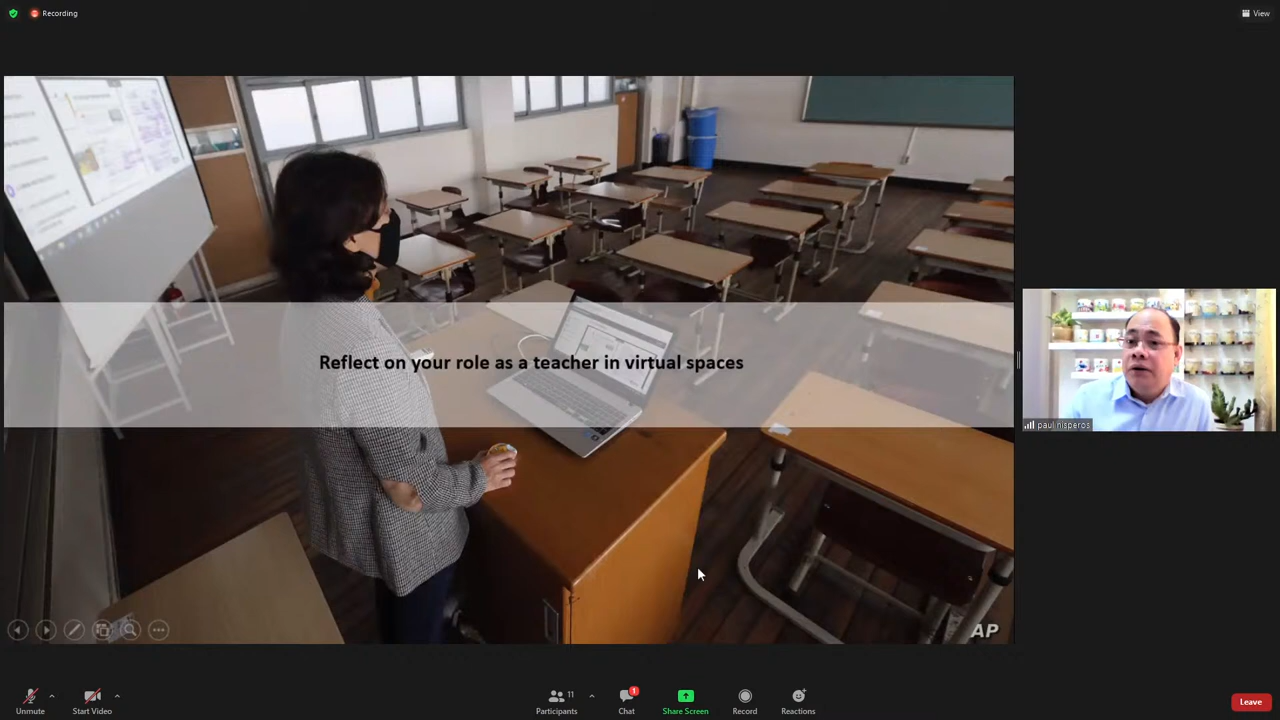 Recording
View
Reflect on your role as a teacher in virtual spaces
paul nisperos
AP
Unmute
Start Video
Participants
11
Chat
1
Share Screen
Record
Reactions
Leave